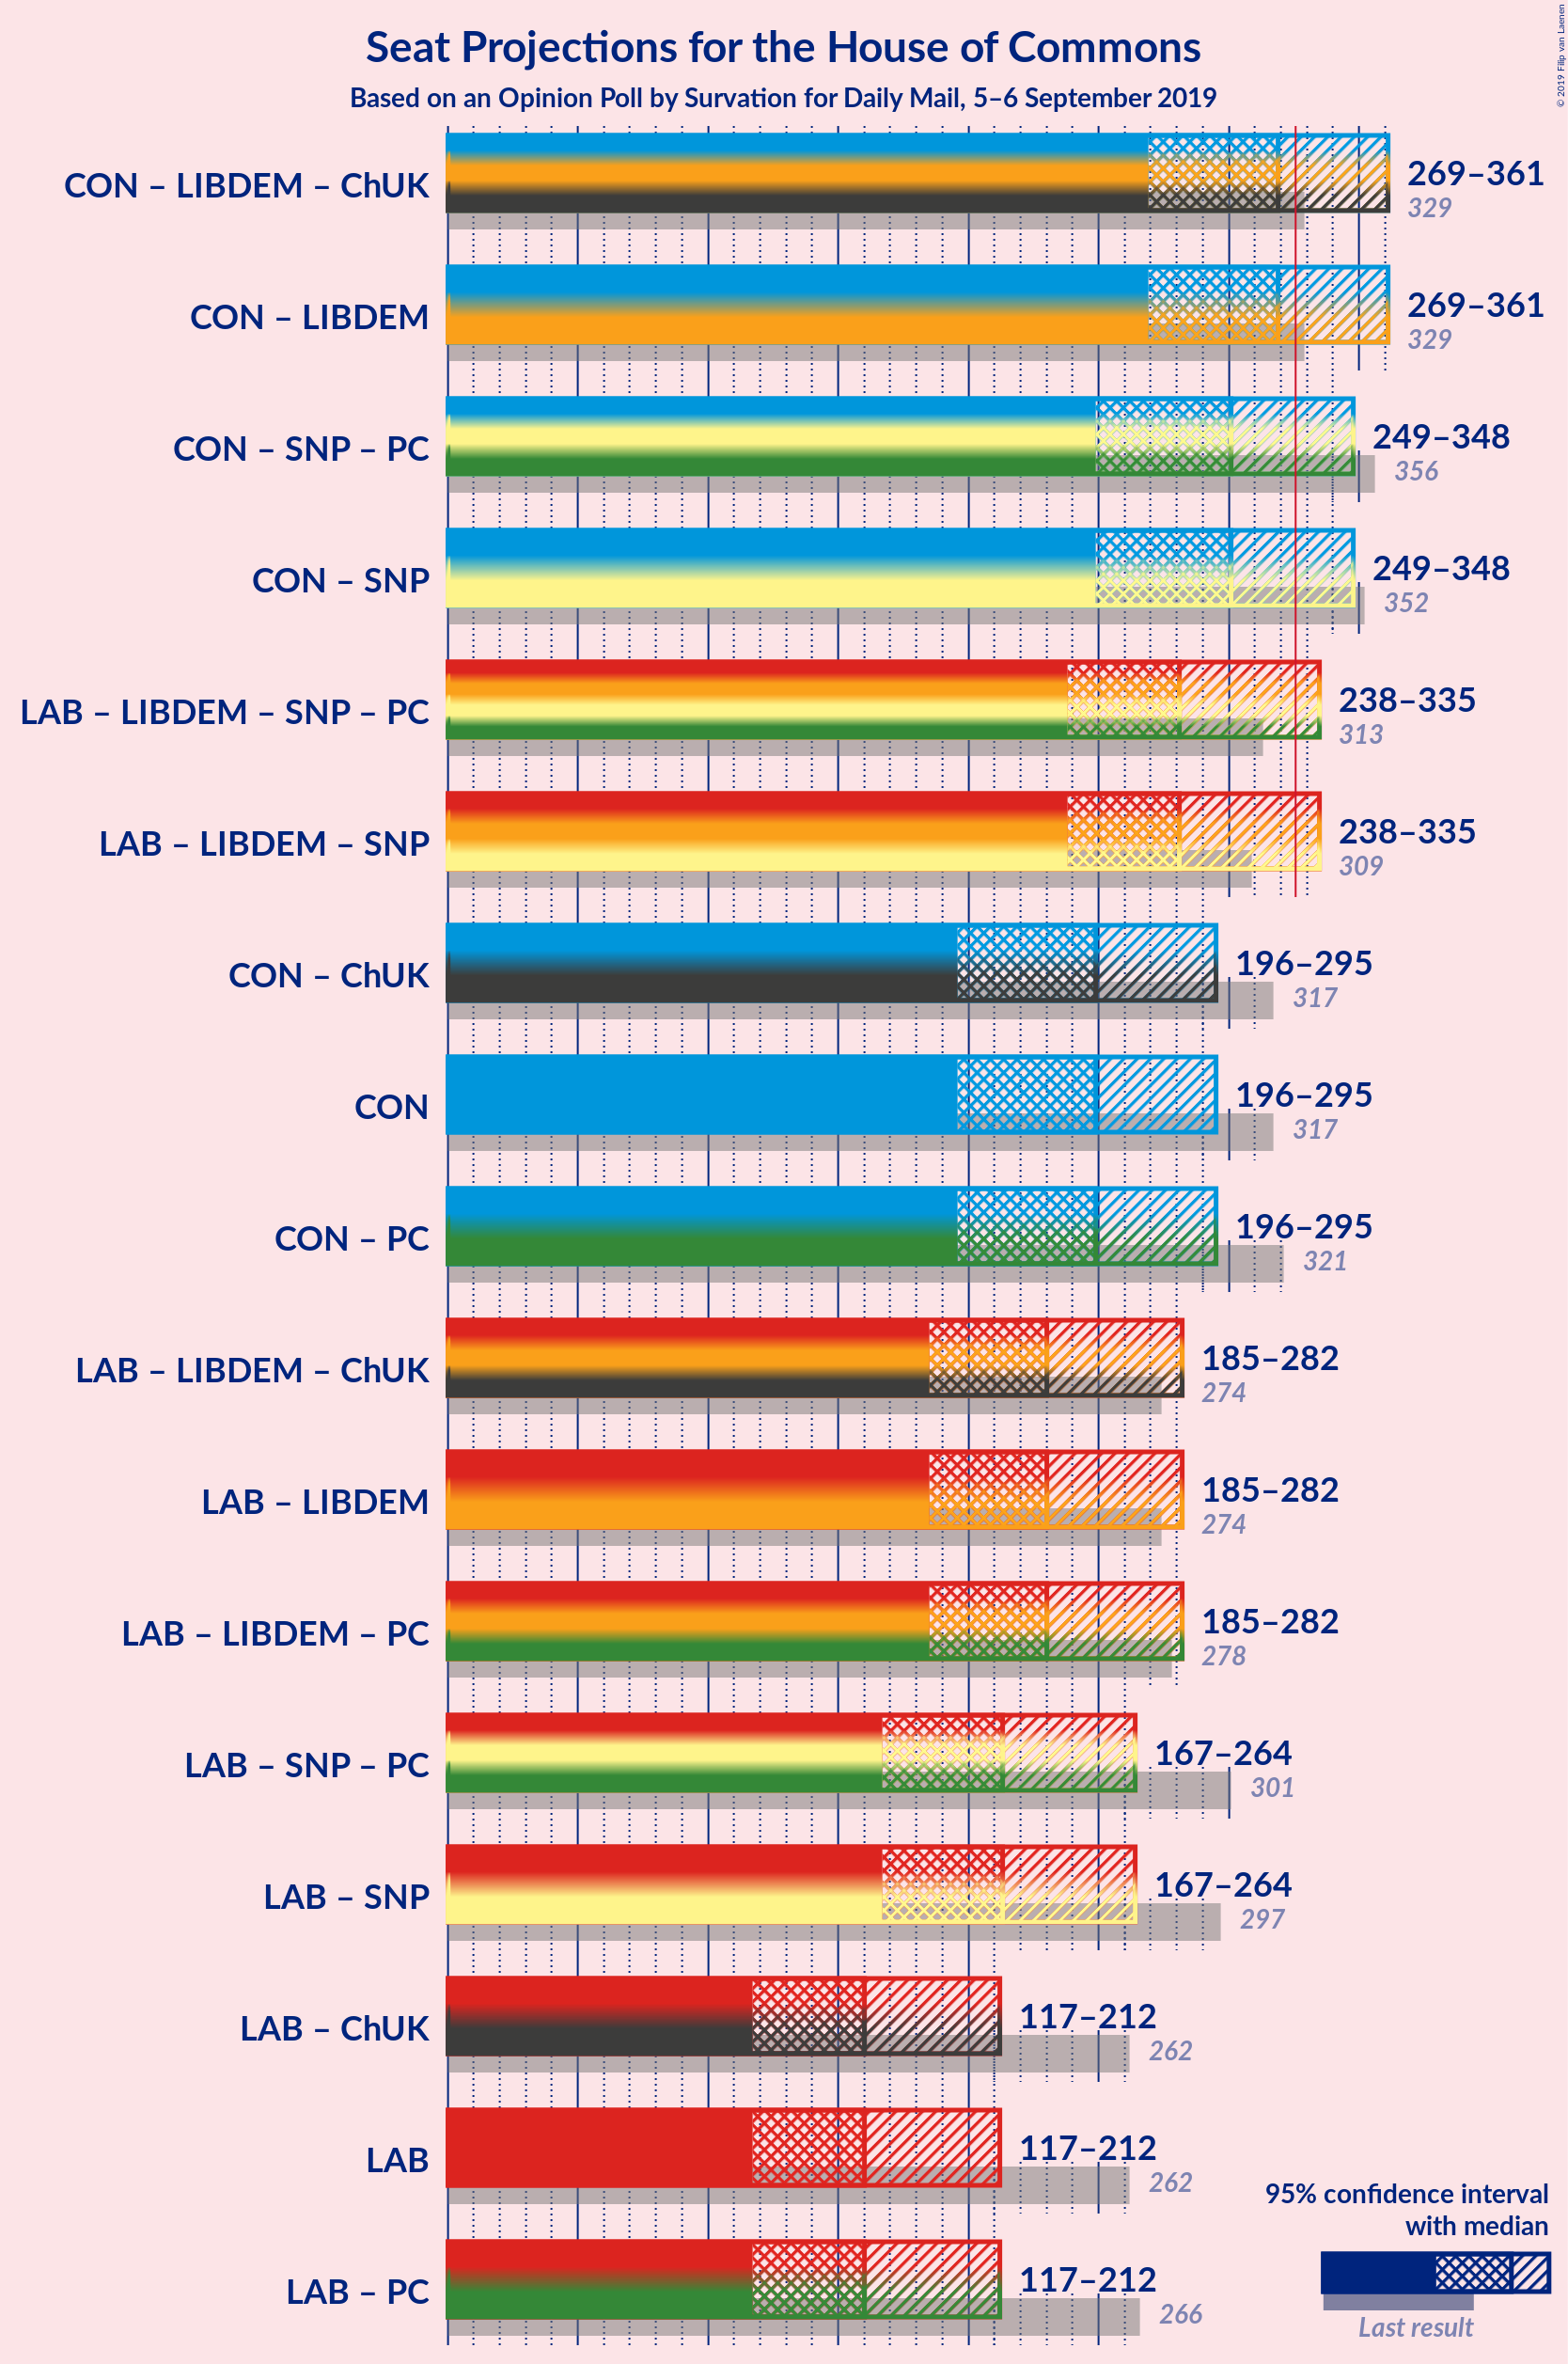 Seat Projections for the House of Commons
Based on an Opinion Poll by Survation for Daily Mail, 5–6 September 2019
© 2019 Filip van Laenen
CON – LIBDEM – ChUK
269–361
329
CON – LIBDEM
269–361
329
CON – SNP – PC
249–348
356
CON – SNP
249–348
352
LAB – LIBDEM – SNP – PC
238–335
313
LAB – LIBDEM – SNP
238–335
309
CON – ChUK
196–295
317
CON
196–295
317
CON – PC
196–295
321
LAB – LIBDEM – ChUK
185–282
274
LAB – LIBDEM
185–282
274
LAB – LIBDEM – PC
185–282
278
LAB – SNP – PC
167–264
301
LAB – SNP
167–264
297
LAB – ChUK
117–212
262
LAB
117–212
262
LAB – PC
117–212
266
95% confidence interval
with median
Last result